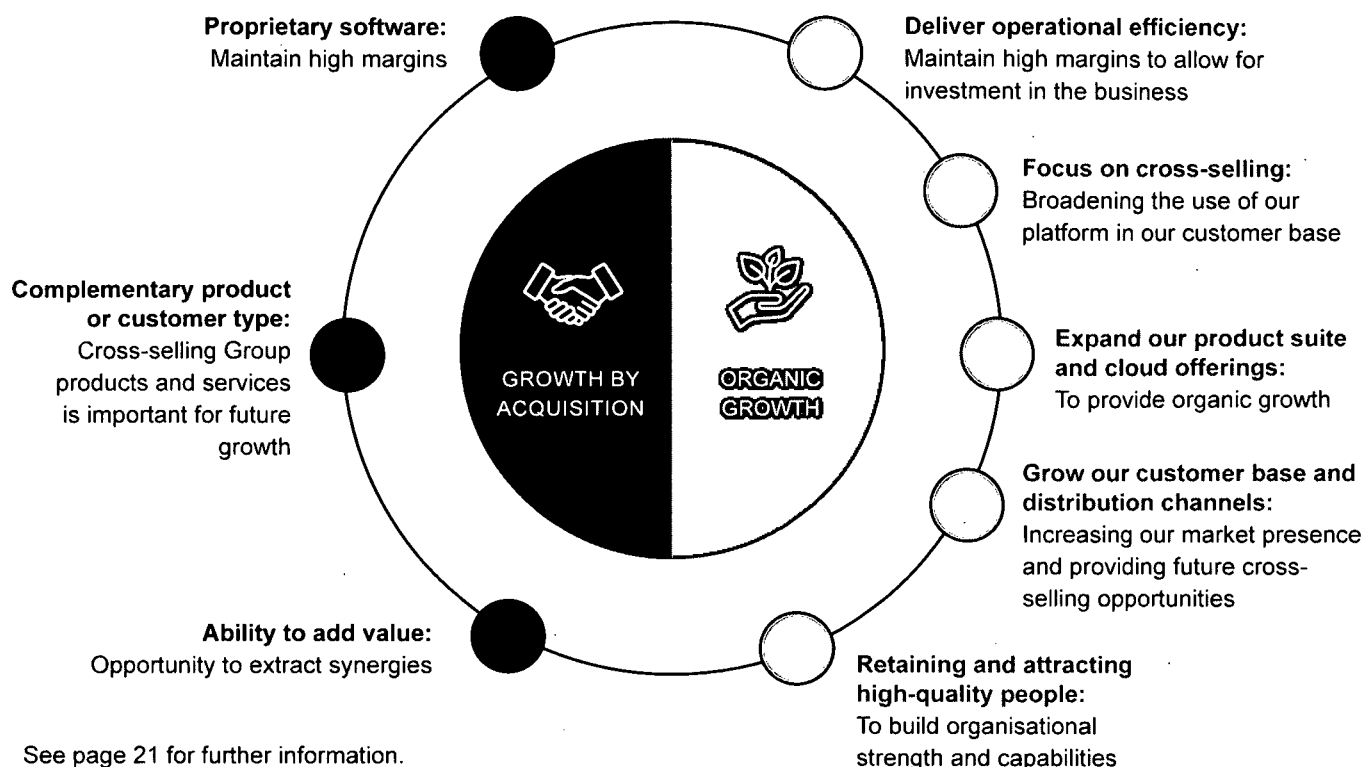 Proprietary software:
Maintain high margins
Complementary product
or customer type:
Cross-selling Group
products and services
is important for future
growth
Ability to add value:
Opportunity to extract synergies
GROWTH BY
ACQUISITION
ORGANIC
GROWTH
Deliver operational efficiency:
Maintain high margins to allow for
investment in the business
Focus on cross-selling:
Broadening the use of our
platform in our customer base
Expand our product suite
and cloud offerings:
To provide organic growth
Grow our customer base and
distribution channels:
Increasing our market presence
and providing future cross-
selling opportunities
Retaining and attracting
high-quality people:
To build organisational
strength and capabilities
See page 21 for further information.